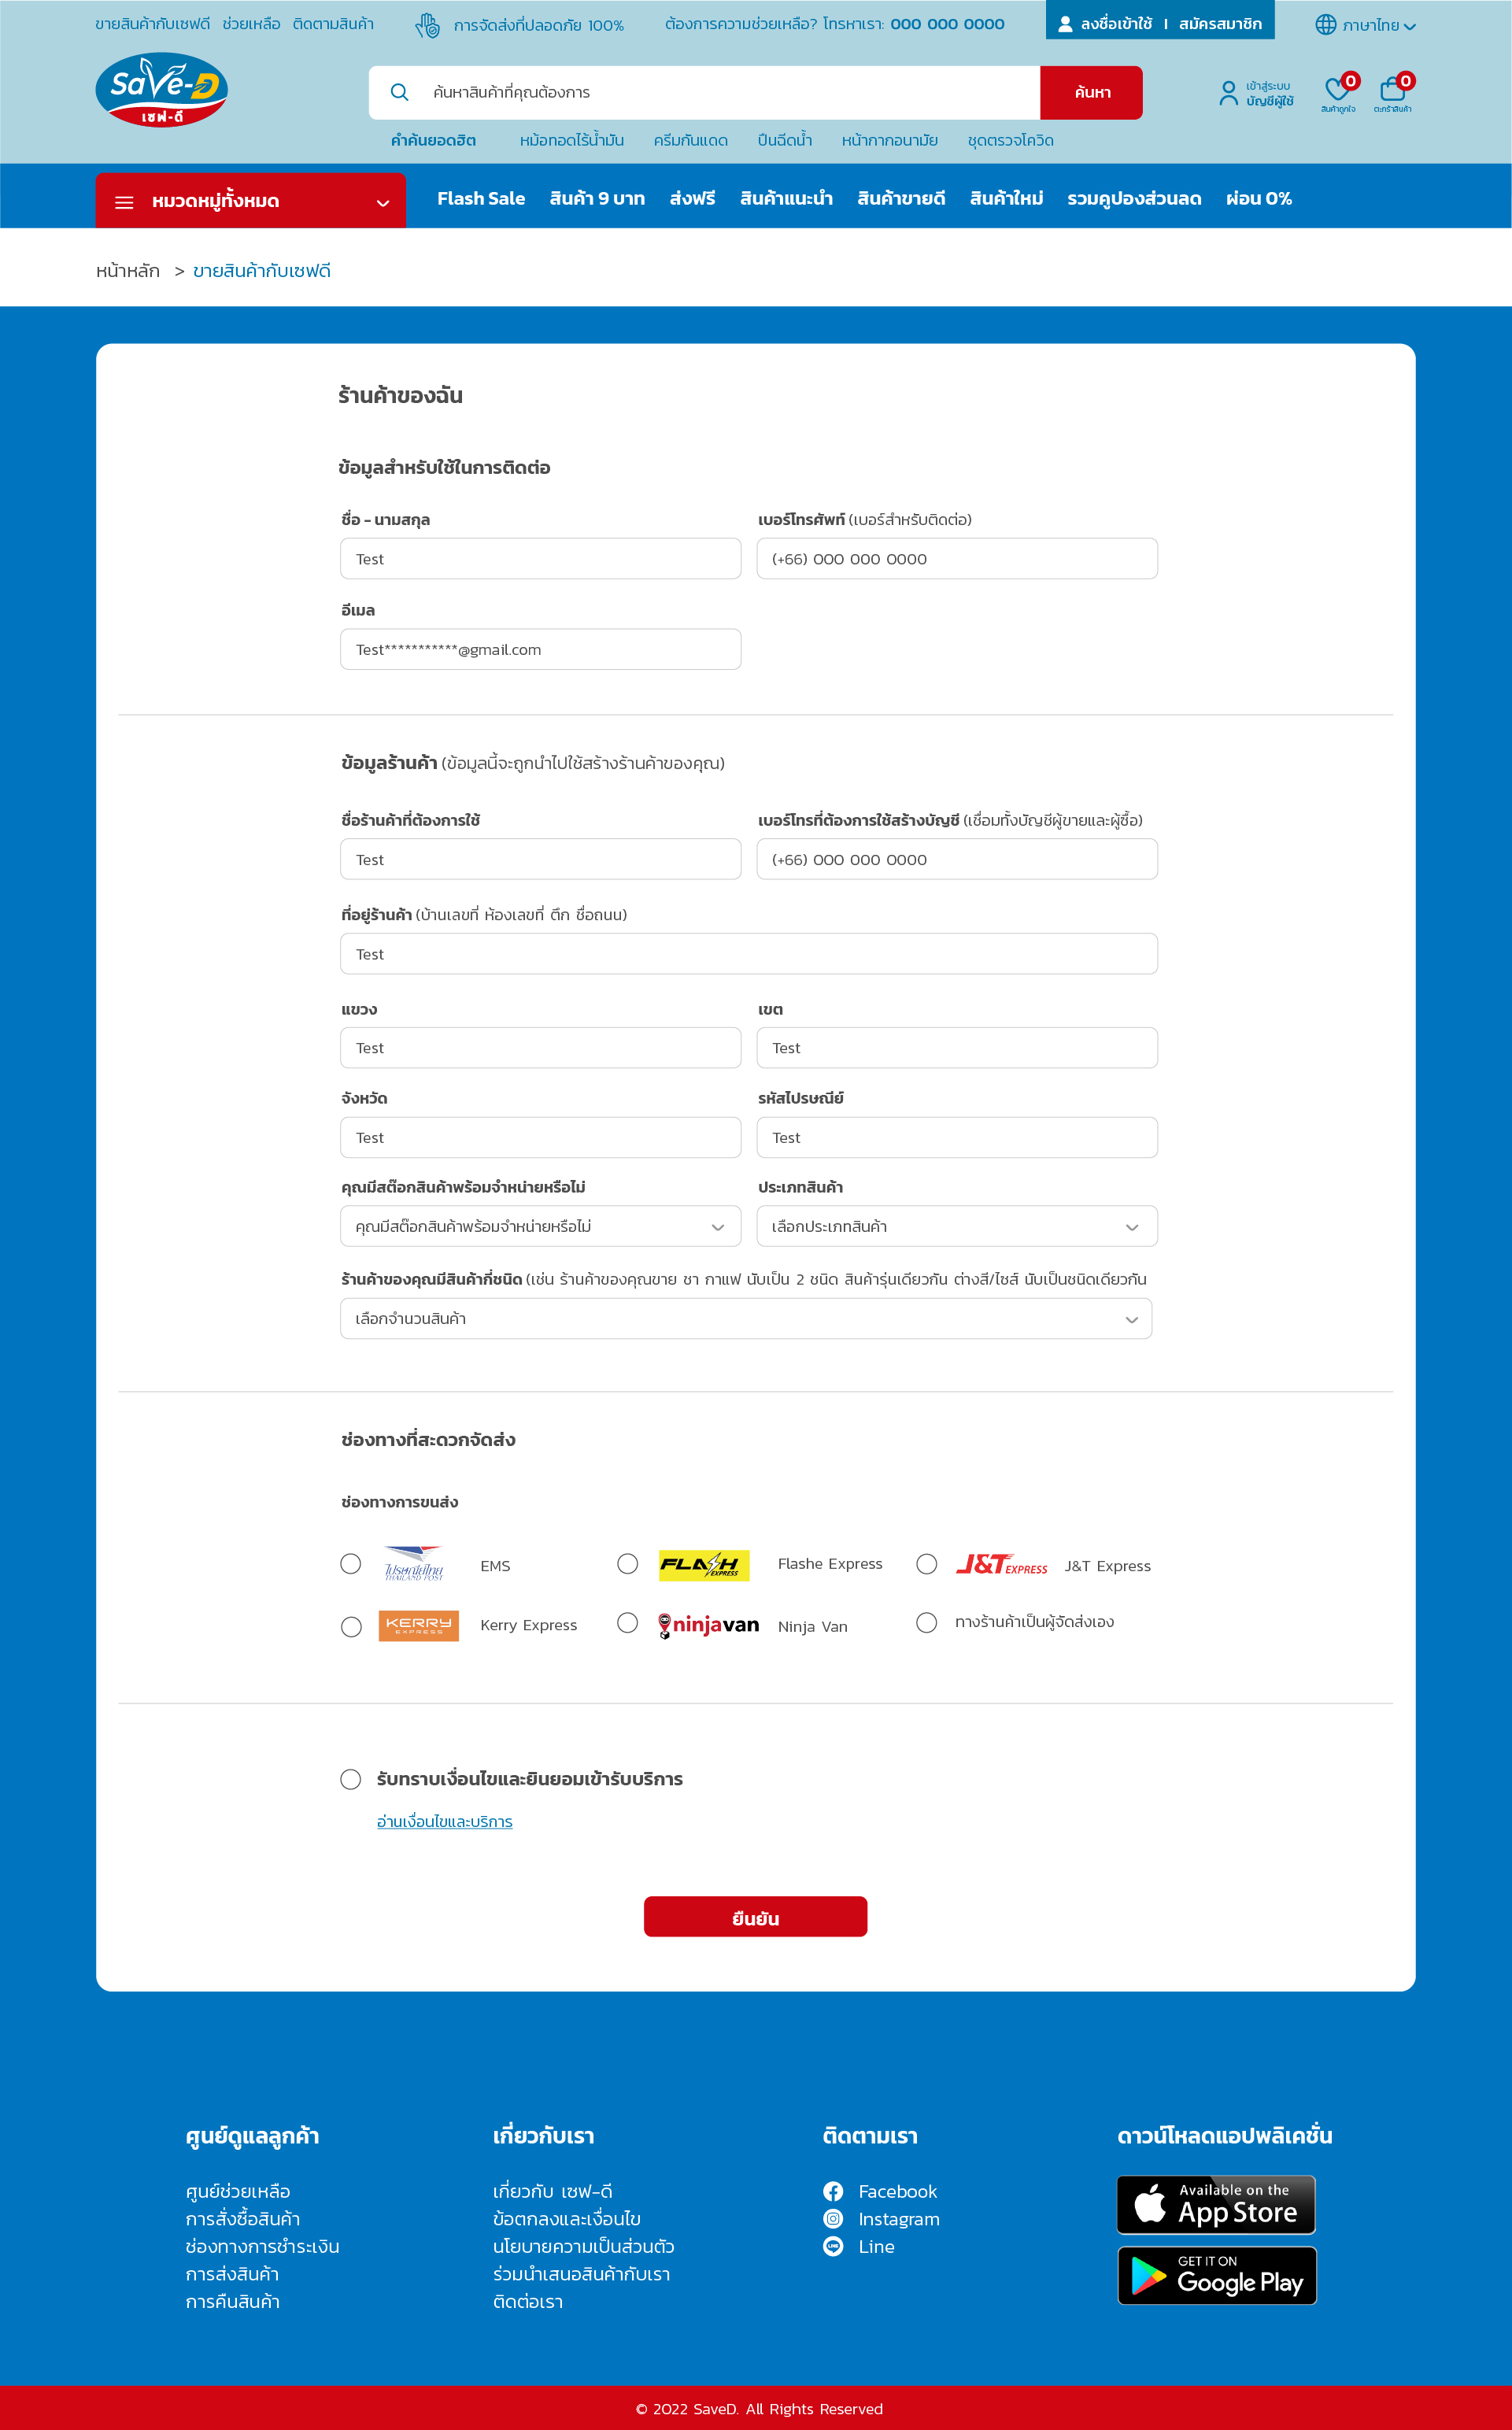 ขายสินค้ากับเซฟดี ช่วยเหลือ ติดตามสินค้า การจัดส่งที่ปลอดภัย 100% ต้องการความช่วยเหลือ? โทรหาเรา: 000 000 0000 ลงชื่อเข้าใช้ | สมัครสมาชิก ภาษาไทย
SaVe-D
เซฟ-ดี
ค้นหาสินค้าที่คุณต้องการ ค้นหา
เข้าสู่ระบบ
บัญชีผู้ใช้
0
สินค้าถูกใจ
0
ตะกร้าสินค้า
คำค้นยอดฮิต หม้อทอดไร้น้ำมัน ครีมกันแดด ปืนฉีดน้ำ หน้ากากอนามัย ชุดตรวจโควิด
หมวดหมู่ทั้งหมด Flash Sale สินค้า 9 บาท ส่งฟรี สินค้าแนะนำ สินค้าขายดี สินค้าใหม่ รวมคูปองส่วนลด ผ่อน 0%
หน้าหลัก > ขายสินค้ากับเซฟดี
ร้านค้าของฉัน
ข้อมูลสำหรับใช้ในการติดต่อ
ชื่อ - นามสกุล เบอร์โทรศัพท์ (เบอร์สำหรับติดต่อ)
Test (+66) 000 000 0000
อีเมล
Test***********@gmail.com
ข้อมูลร้านค้า (ข้อมูลนี้จะถูกนำไปใช้สร้างร้านค้าของคุณ)
ชื่อร้านค้าที่ต้องการใช้ เบอร์โทรที่ต้องการใช้สร้างบัญชี (เชื่อมทั้งบัญชีผู้ขายและผู้ซื้อ)
Test (+66) 000 000 0000
ที่อยู่ร้านค้า (บ้านเลขที่ ห้องเลขที่ ตึก ชื่อถนน)
Test
แขวง เขต
Test Test
จังหวัด รหัสไปรษณีย์
Test Test
คุณมีสต๊อกสินค้าพร้อมจำหน่ายหรือไม่ ประเภทสินค้า
คุณมีสต๊อกสินค้าพร้อมจำหน่ายหรือไม่ เลือกประเภทสินค้า
ร้านค้าของคุณมีสินค้ากี่ชนิด (เช่น ร้านค้าของคุณขาย ชา กาแฟ นับเป็น 2 ชนิด สินค้ารุ่นเดียวกัน ต่างสี/ไซส์ นับเป็นชนิดเดียวกัน
เลือกจำนวนสินค้า
ช่องทางที่สะดวกจัดส่ง
ช่องทางการขนส่ง
ไปรษณีย์ไทย THAILAND POST EMS FLASH EXPRESS Flashe Express J&T EXPRESS J&T Express
KERRY EXPRESS Kerry Express ninjavan Ninja Van ทางร้านค้าเป็นผู้จัดส่งเอง
รับทราบเงื่อนไขและยินยอมเข้ารับบริการ
อ่านเงื่อนไขและบริการ
ยืนยัน
ศูนย์ดูแลลูกค้า
ศูนย์ช่วยเหลือ
การสั่งซื้อสินค้า
ช่องทางการชำระเงิน
การส่งสินค้า
การคืนสินค้า
เกี่ยวกับเรา
เกี่ยวกับ เซฟ-ดี
ข้อตกลงและเงื่อนไข
นโยบายความเป็นส่วนตัว
ร่วมนำเสนอสินค้ากับเรา
ติดต่อเรา
ติดตามเรา
Facebook
Instagram
LINE Line
ดาวน์โหลดแอปพลิเคชั่น
Available on the
App Store
GET IT ON
Google Play
© 2022 SaveD. All Rights Reserved